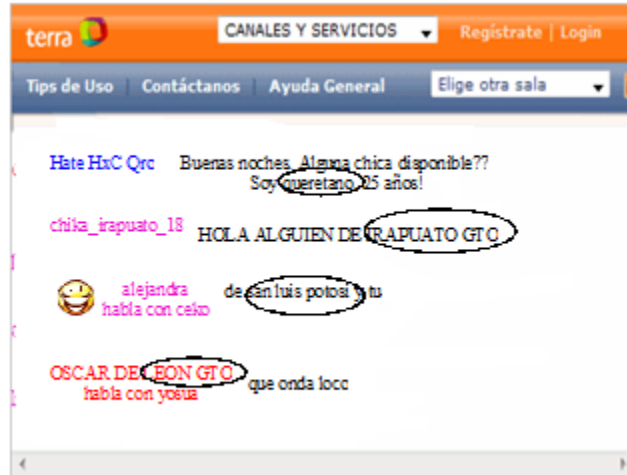 terra
CANALES Y SERVICIOS
Regístrate | Login
Tips de Uso
Contáctanos
Ayuda General
Elige otra sala
Hate HxC Qrc Buenas noches. Alguna chica disponible??
Soy queretano, 25 años!
chika_irapuato_18 HOLA ALGUIEN DE IRAPUATO GTO
alejandra de san luis potosi y tu
habla con ceko
OSCAR DE LEON GTO que onda loco
habla con yosua